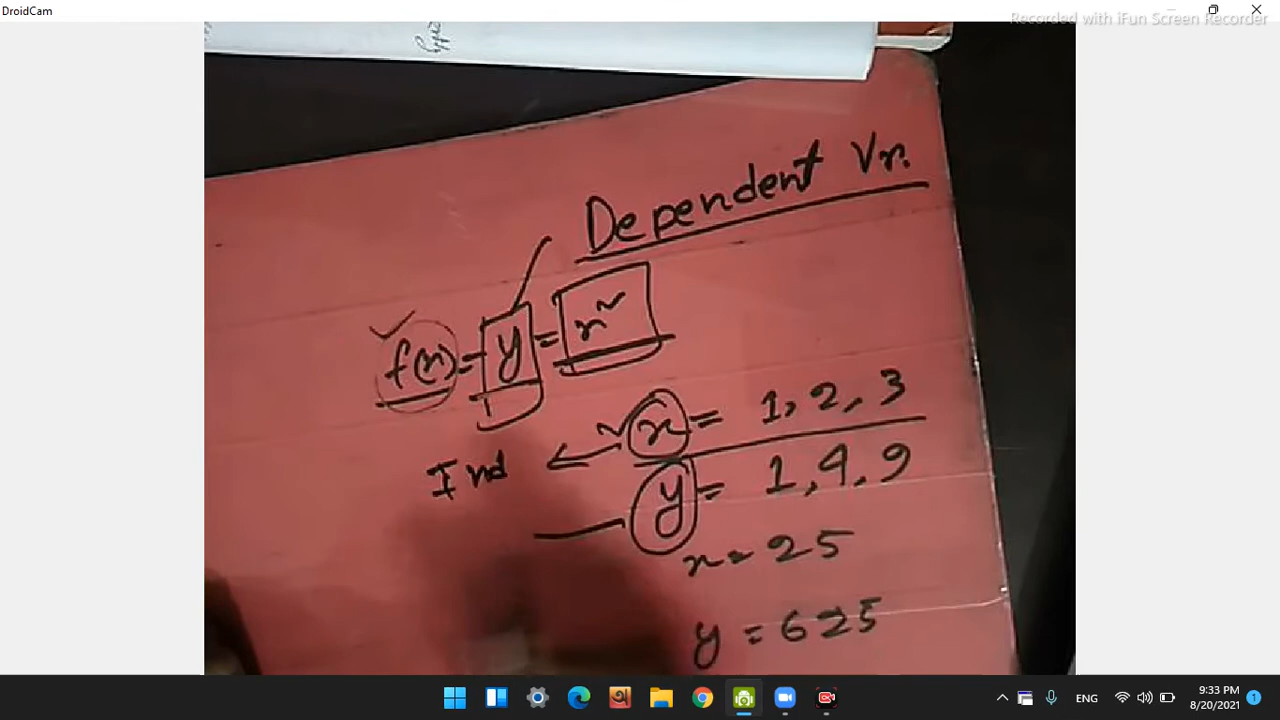 DroidCam
Recorded with iFun Screen Recorder
Dependent Vr.
f(x) = y = x²
Ind ← x = 1, 2, 3
y = 1, 4, 9
x = 25
y = 625
ENG
9:33 PM
8/20/2021
1